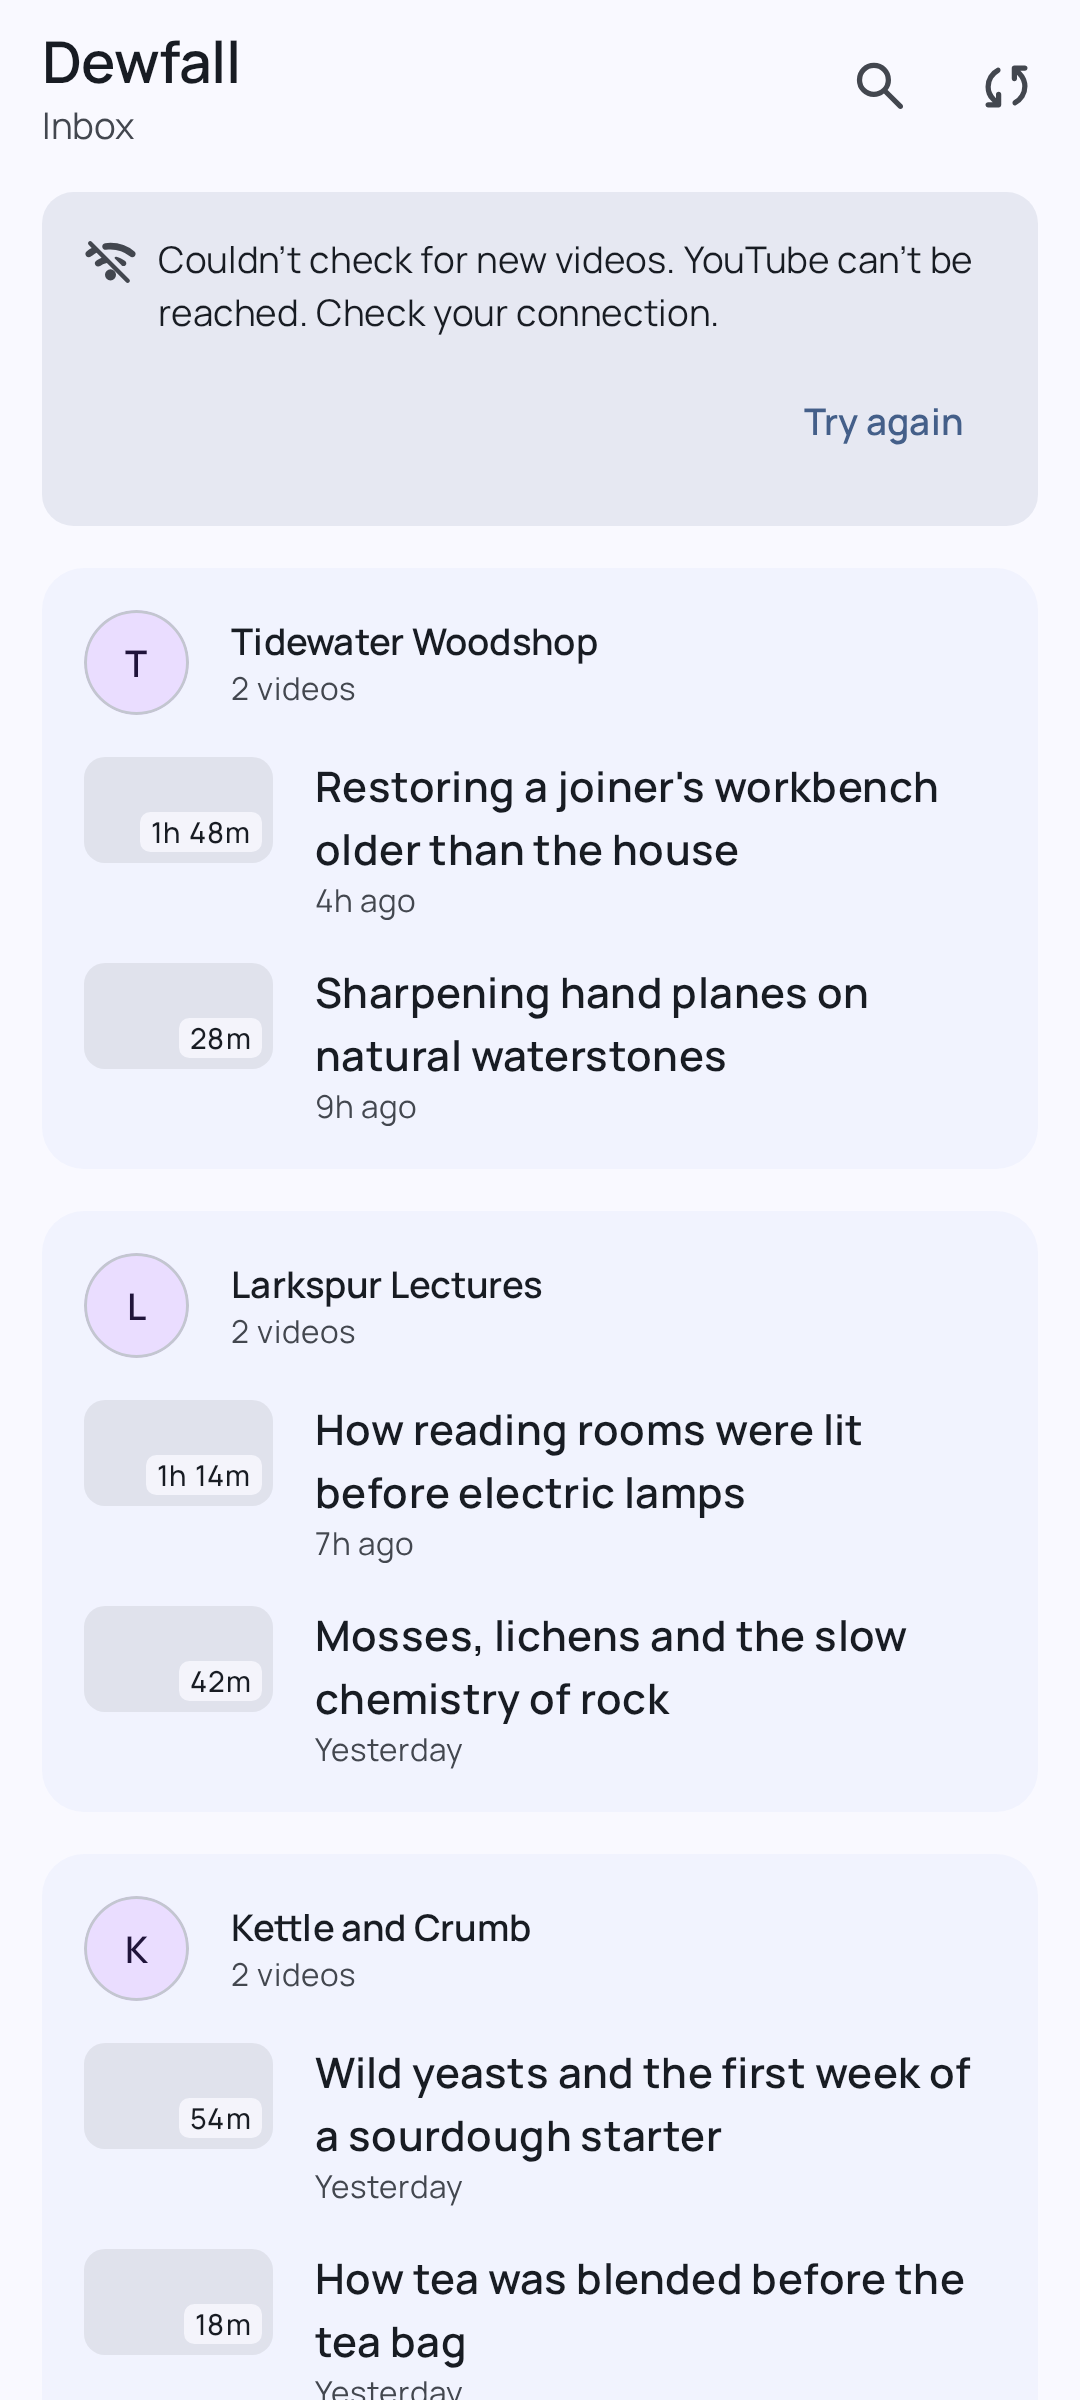 Dewfall
Inbox
Couldn’t check for new videos. YouTube can’t be
reached. Check your connection.
Try again
T
Tidewater Woodshop
2 videos
1h 48m
Restoring a joiner's workbench
older than the house
4h ago
28m
Sharpening hand planes on
natural waterstones
9h ago
L
Larkspur Lectures
2 videos
1h 14m
How reading rooms were lit
before electric lamps
7h ago
42m
Mosses, lichens and the slow
chemistry of rock
Yesterday
K
Kettle and Crumb
2 videos
54m
Wild yeasts and the first week of
a sourdough starter
Yesterday
18m
How tea was blended before the
tea bag
Yesterday